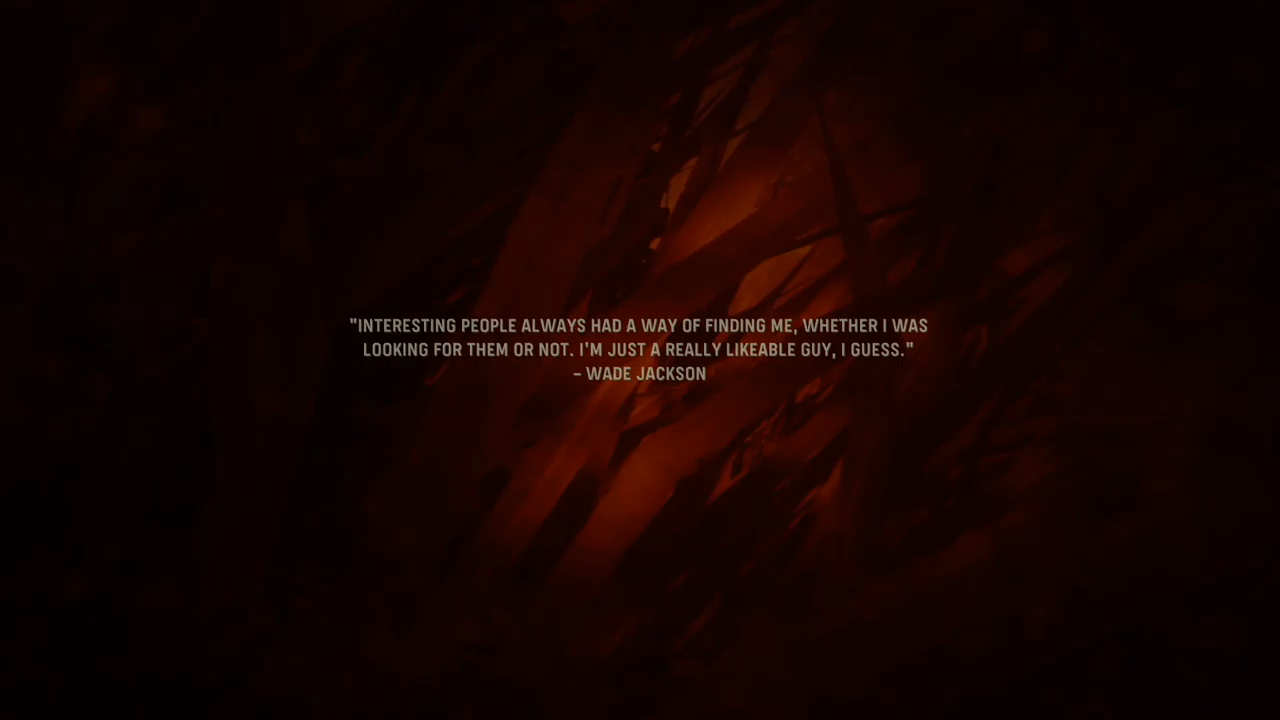 "INTERESTING PEOPLE ALWAYS HAD A WAY OF FINDING ME, WHETHER I WAS
LOOKING FOR THEM OR NOT. I'M JUST A REALLY LIKEABLE GUY, I GUESS."
- WADE JACKSON